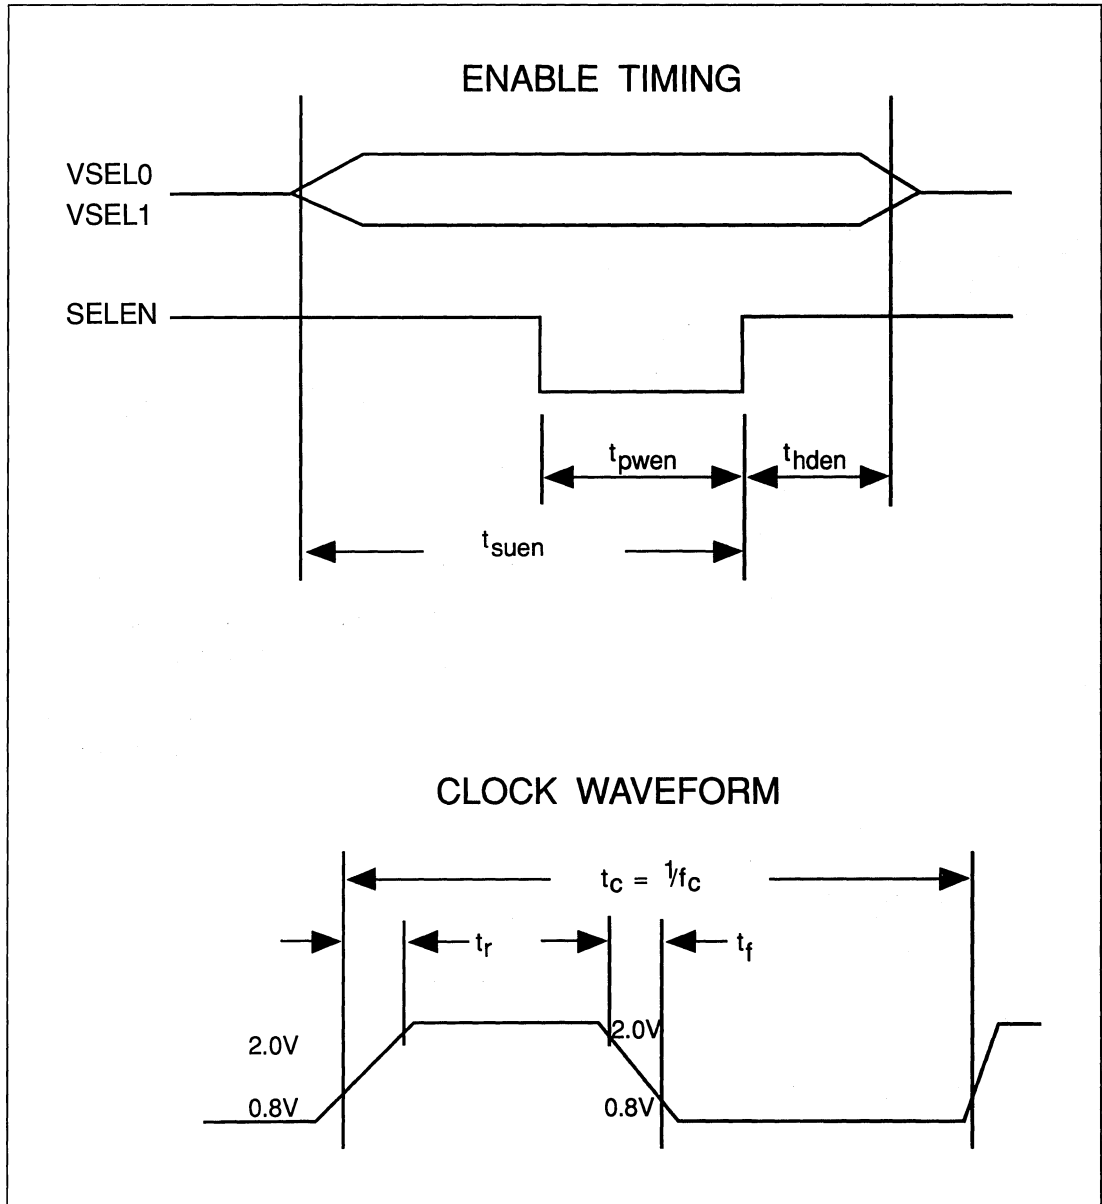 ENABLE TIMING
VSEL0
VSEL1
SELEN
tpwen
thden
tsuen
CLOCK WAVEFORM
tc = 1/fc
tr
tf
2.0V
2.0V
0.8V
0.8V